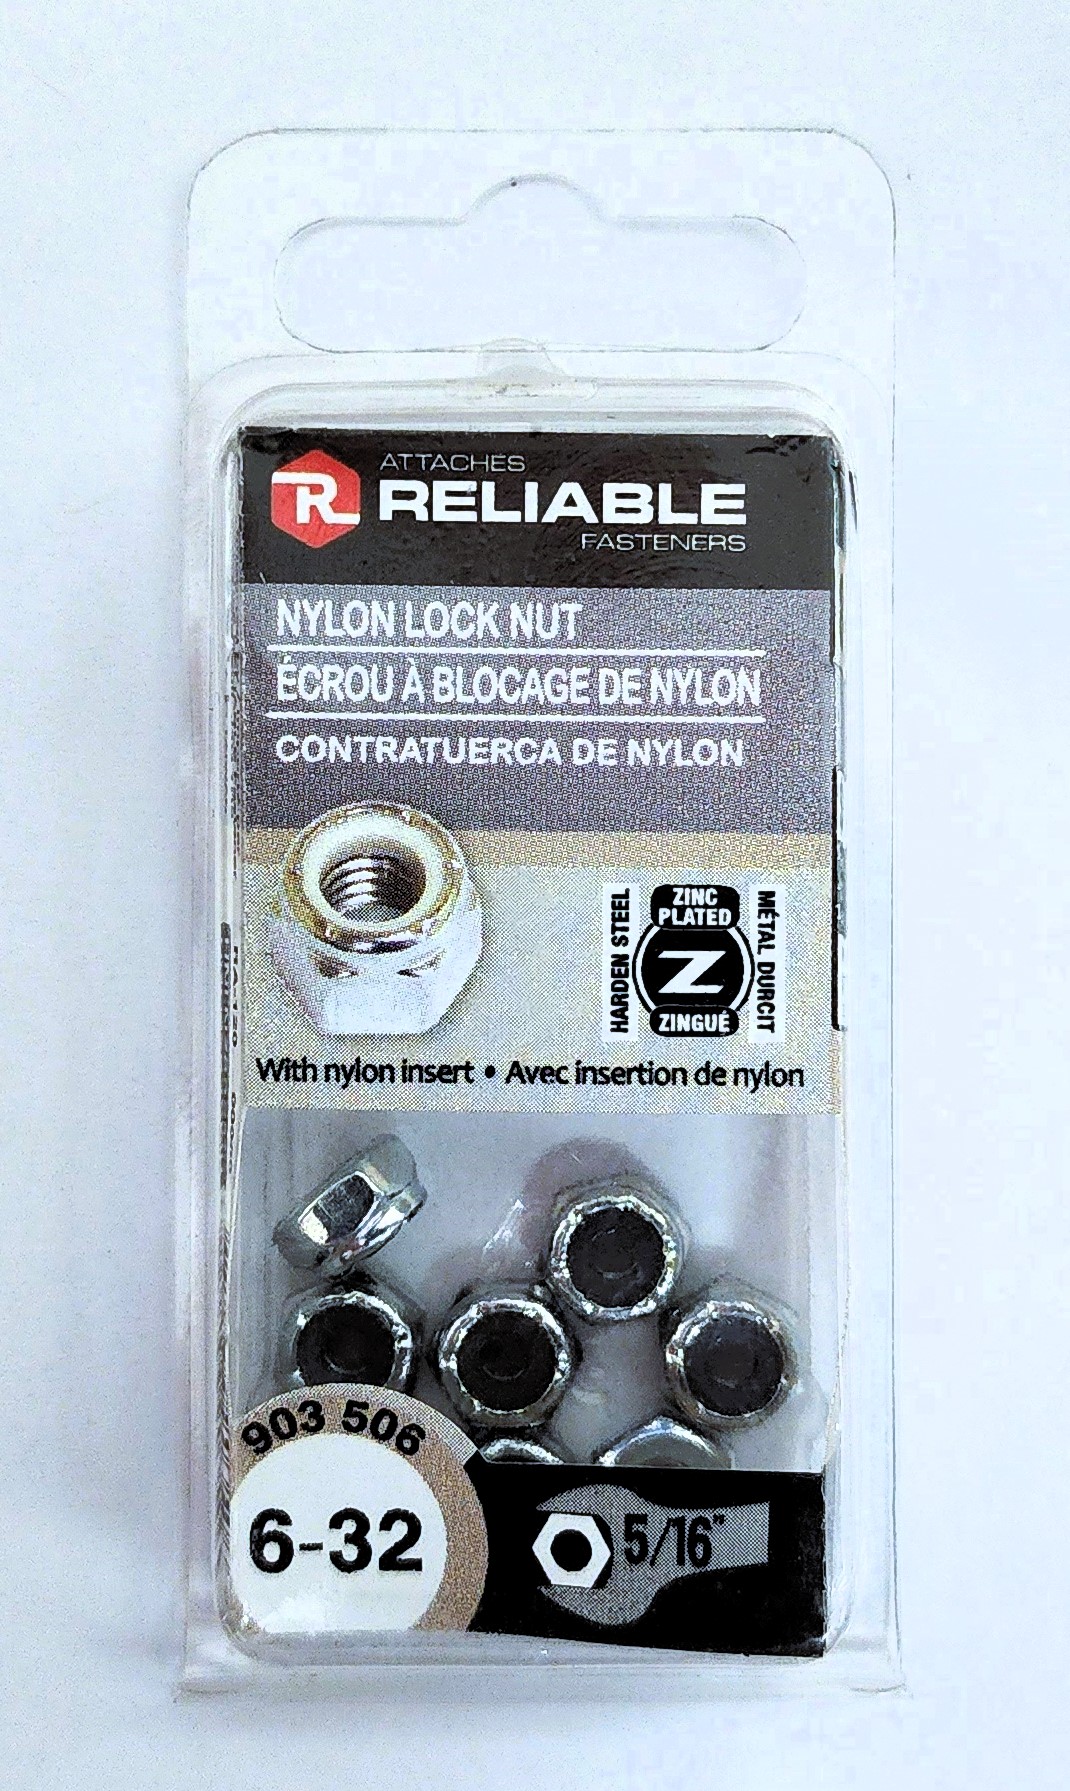 ATTACHES
R RELIABLE
FASTENERS
NYLON LOCK NUT
ÉCROU À BLOCAGE DE NYLON
CONTRATUERCA DE NYLON
HARDEN STEEL
ZINC
PLATED
Z
ZINGUÉ
MÉTAL DURCIT
With nylon insert • Avec insertion de nylon
903 506
6-32
5/16"